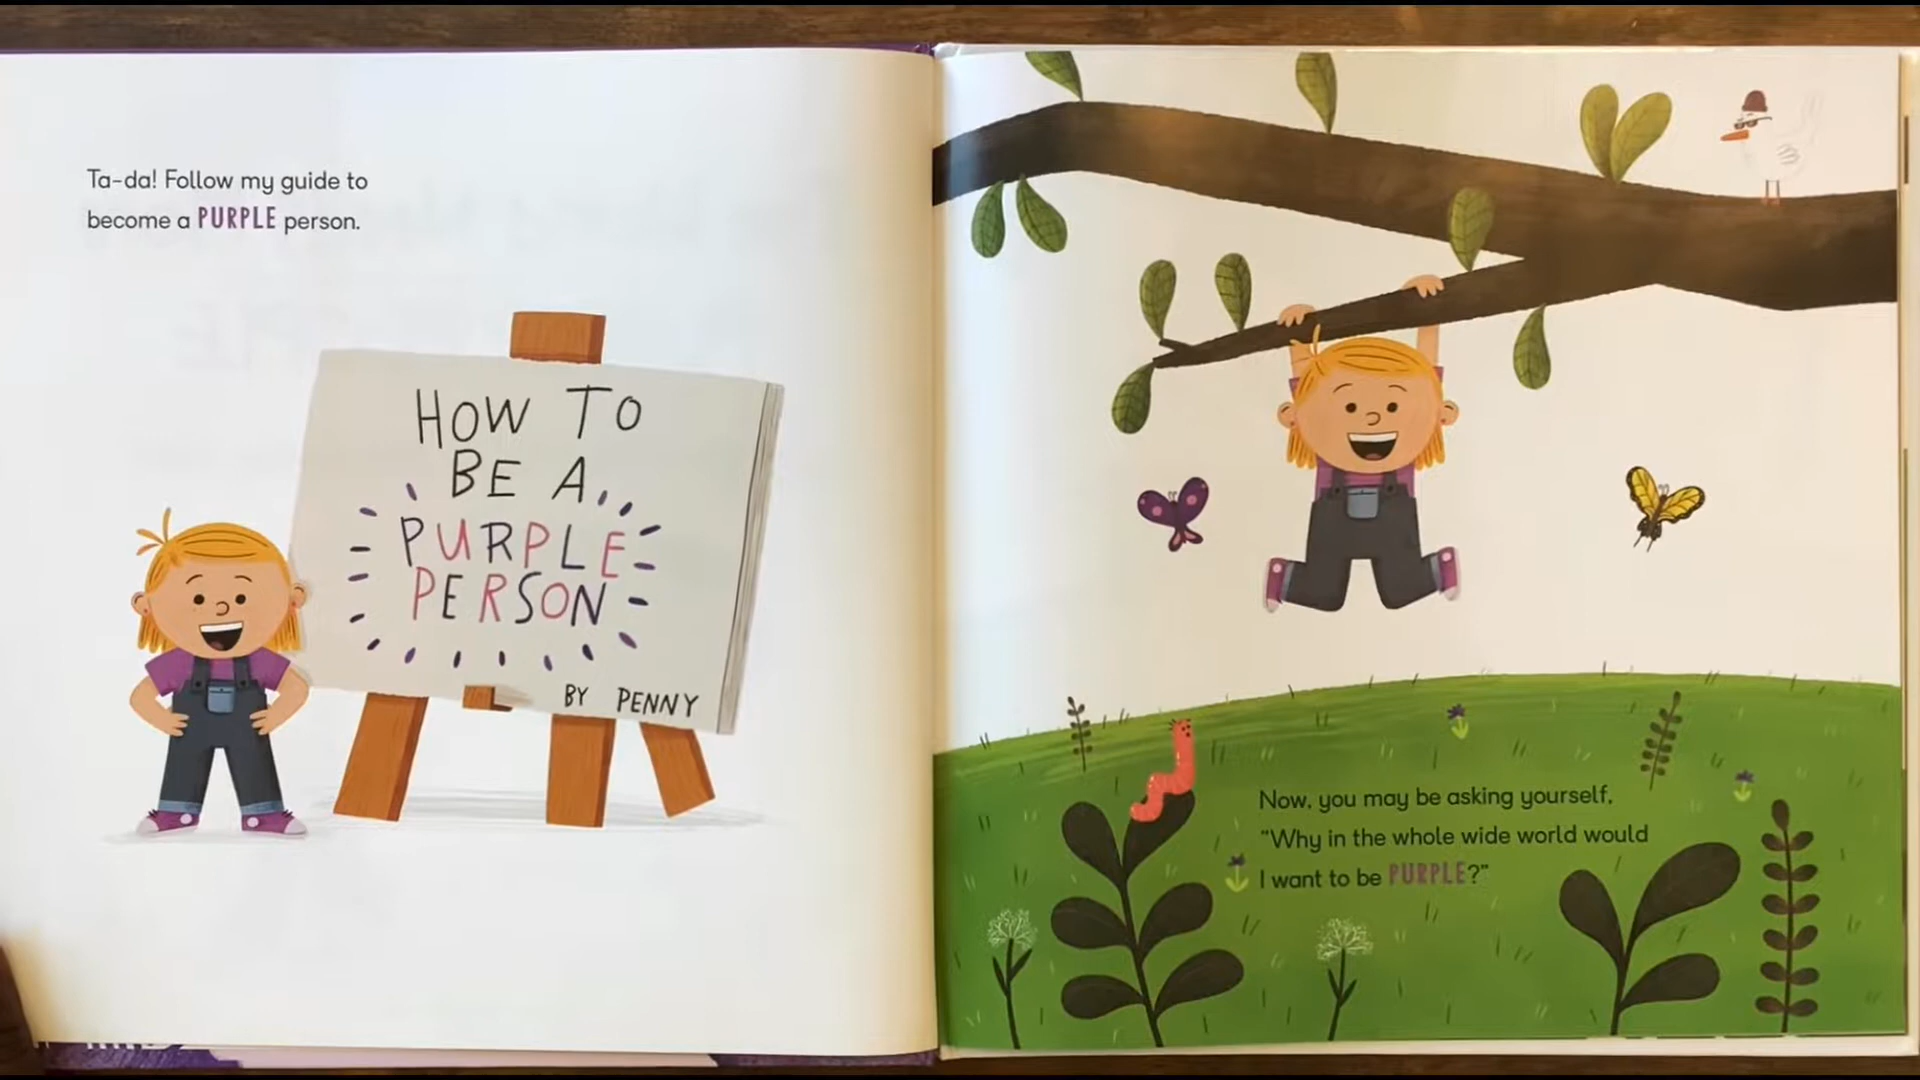 Ta-da! Follow my guide to
become a PURPLE person.
HOW TO
BE A
PURPLE
PERSON
BY PENNY
Now, you may be asking yourself,
“Why in the whole wide world would
I want to be PURPLE?”